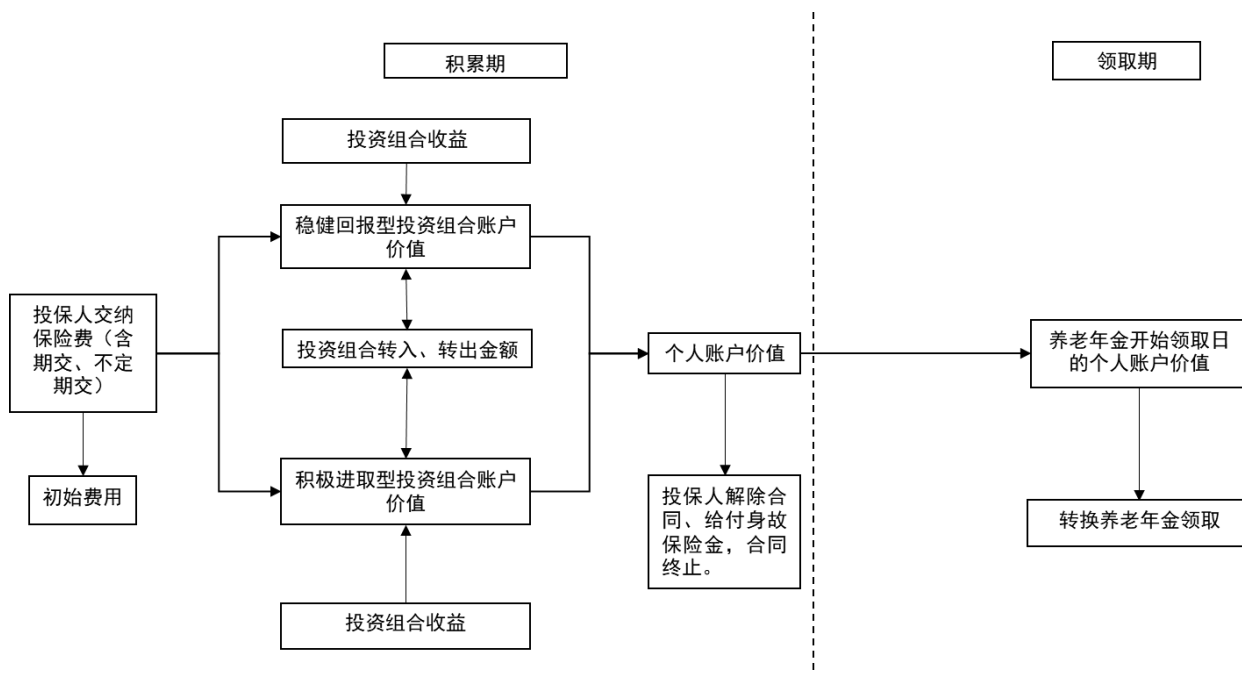 积累期
领取期
投资组合收益
稳健回报型投资组合账户
价值
投保人交纳
保险费（含
期交、不定
期交）
投资组合转入、转出金额
个人账户价值
养老年金开始领取日
的个人账户价值
初始费用
积极进取型投资组合账户
价值
投保人解除合
同、给付身故
保险金，合同
终止。
转换养老年金领取
投资组合收益